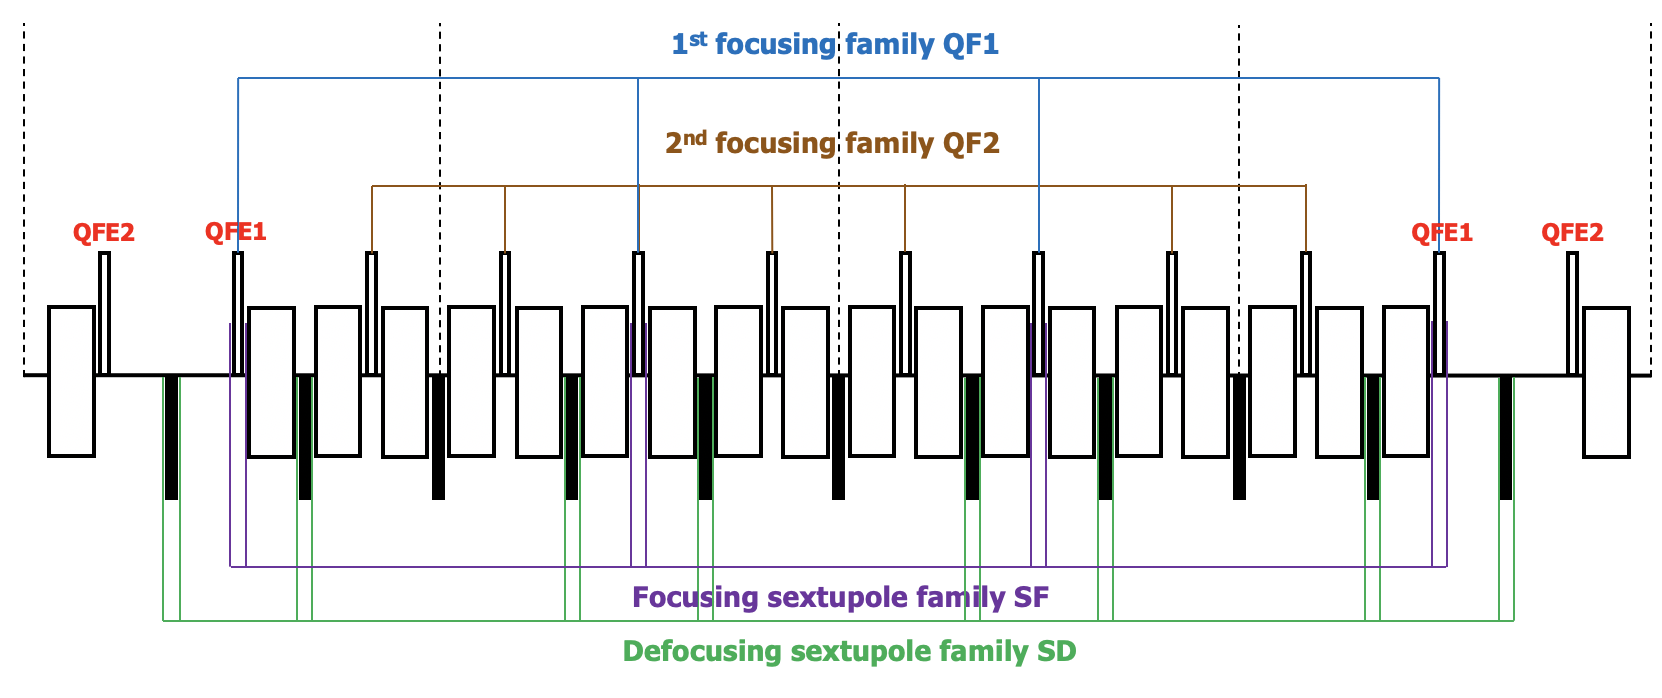 1st focusing family QF1
2nd focusing family QF2
QFE2 QFE1 QFE1 QFE2
Focusing sextupole family SF
Defocusing sextupole family SD